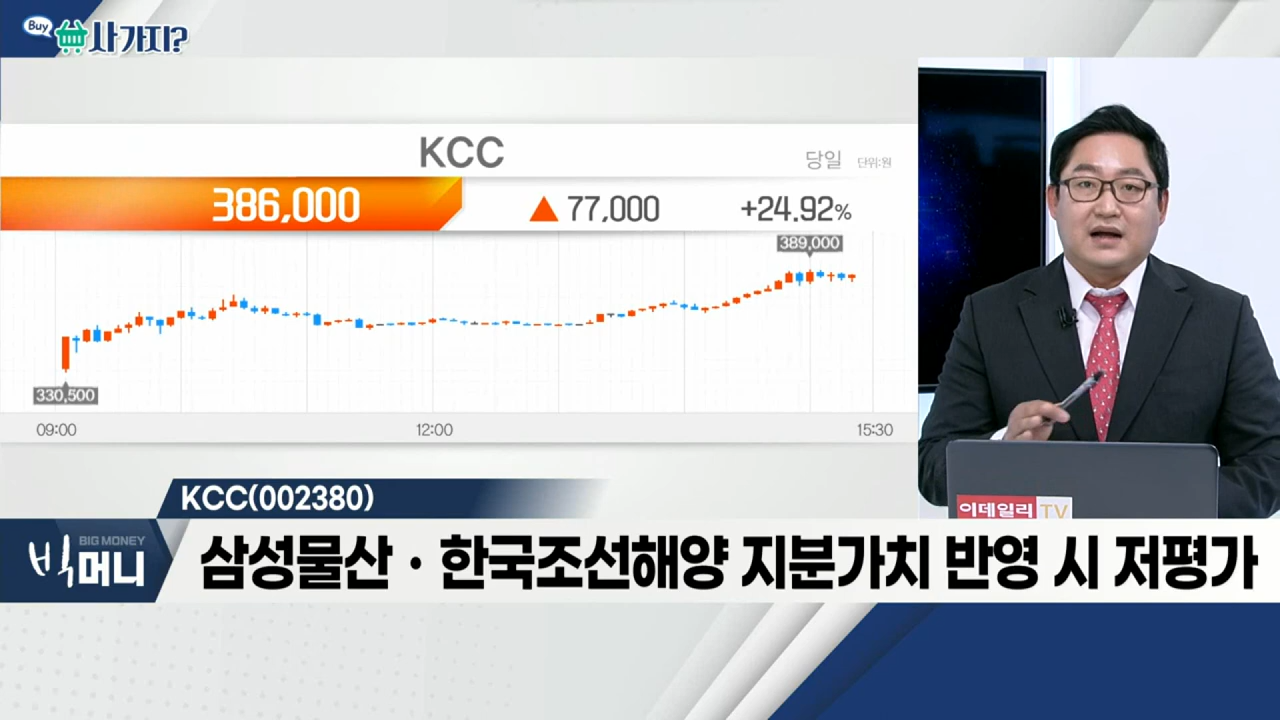 Buy
사가지?
KCC
당일 단위:원
386,000 ▲ 77,000 +24.92%
389,000
330,500
09:00 12:00 15:30
KCC(002380)
BIG MONEY
빅머니
삼성물산 · 한국조선해양 지분가치 반영 시 저평가
이데일리 TV